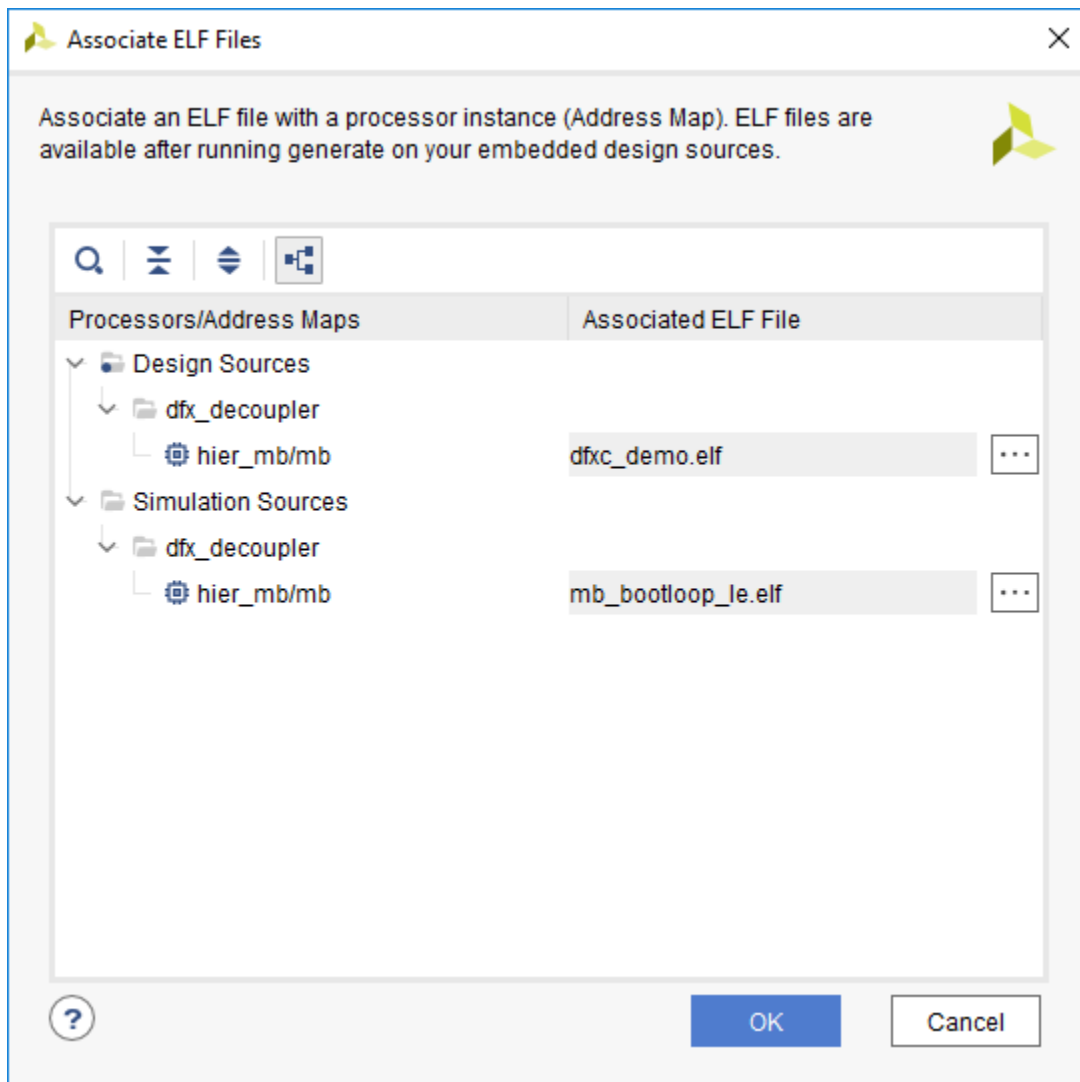 Associate ELF Files
Associate an ELF file with a processor instance (Address Map). ELF files are
available after running generate on your embedded design sources.
Processors/Address Maps Associated ELF File
Design Sources
dfx_decoupler
hier_mb/mb dfxc_demo.elf ...
Simulation Sources
dfx_decoupler
hier_mb/mb mb_bootloop_le.elf ...
? OK Cancel